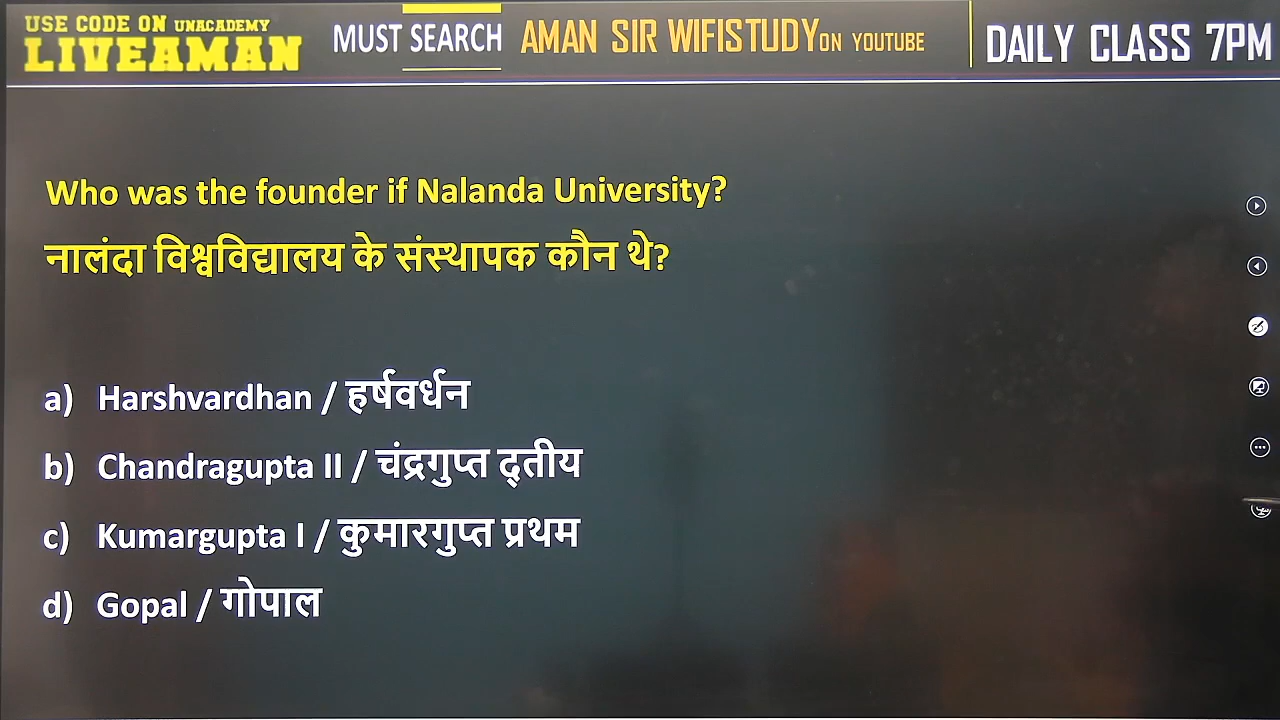 USE CODE ON UNACADEMY
LIVEAMAN
MUST SEARCH AMAN SIR WIFISTUDY ON YOUTUBE
DAILY CLASS 7PM
Who was the founder if Nalanda University?
नालंदा विश्वविद्यालय के संस्थापक कौन थे?
a) Harshvardhan / हर्षवर्धन
b) Chandragupta II / चंद्रगुप्त द्तीय
c) Kumargupta I / कुमारगुप्त प्रथम
d) Gopal / गोपाल